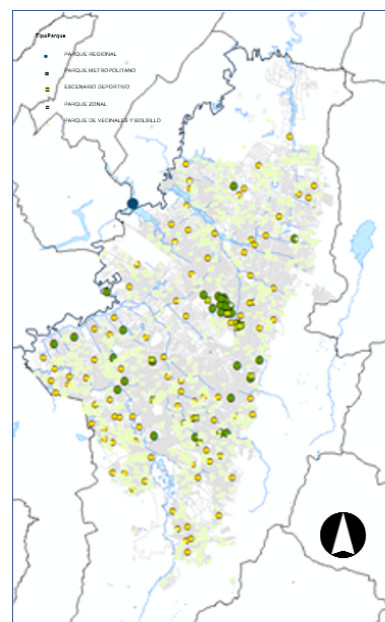 TipoParque
PARQUE REGIONAL
PARQUE METROPOLITANO
ESCENARIO DEPORTIVO
PARQUE ZONAL
PARQUE DE VECINALES Y BOLSILLO